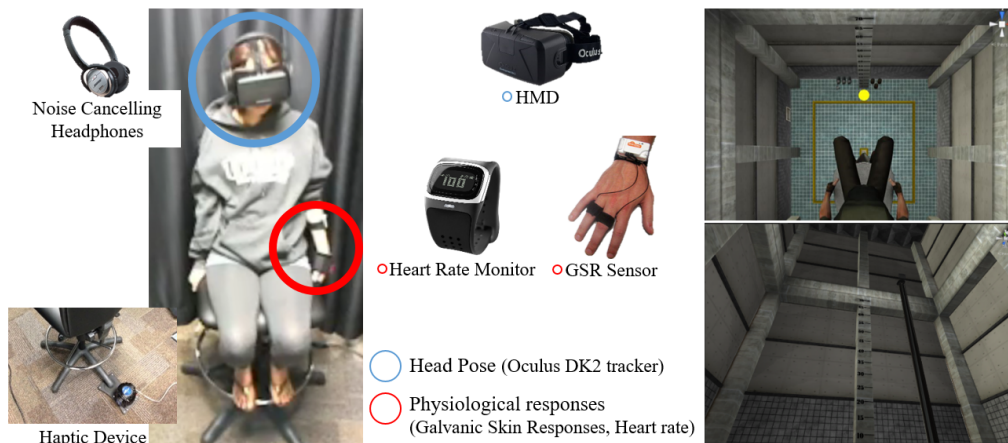 Noise Cancelling
Headphones
Haptic Device
Oculus
HMD
Heart Rate Monitor
GSR Sensor
Head Pose (Oculus DK2 tracker)
Physiological responses
(Galvanic Skin Responses, Heart rate)